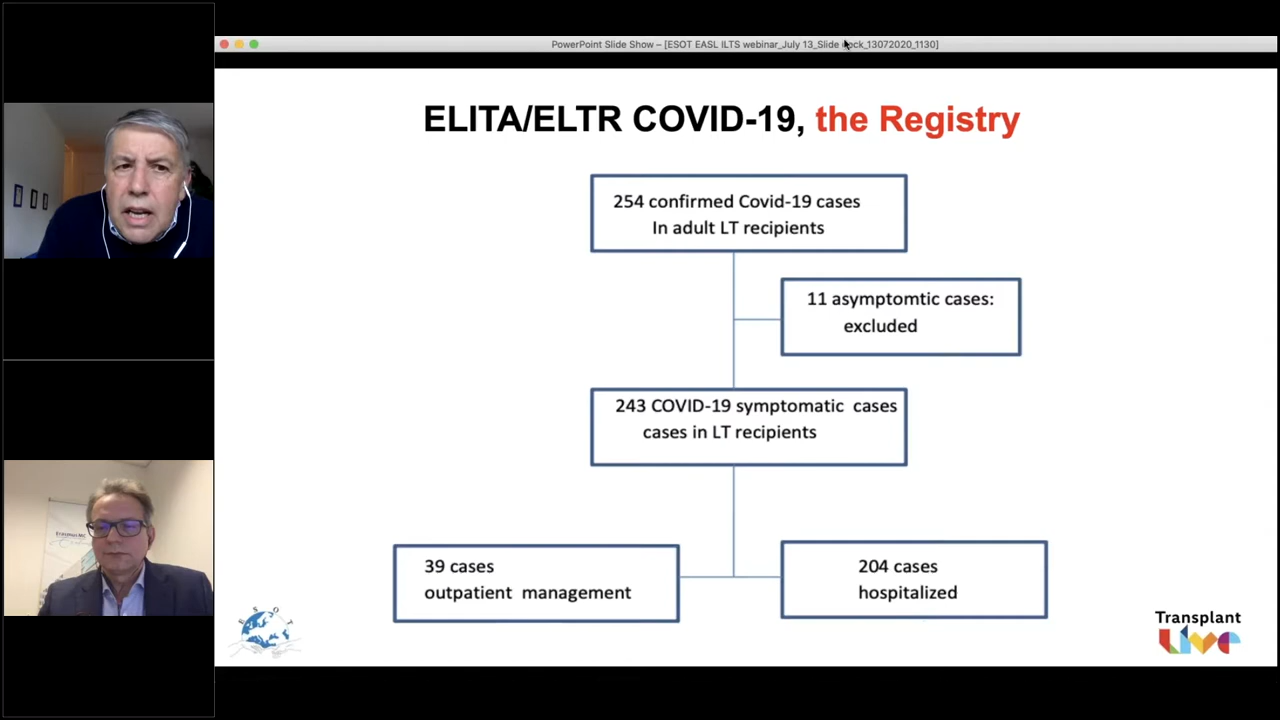 PowerPoint Slide Show – [ESOT EASL ILTS webinar_July 13_Slide
ck_13072020_1130]
ELITA/ELTR COVID-19, the Registry
254 confirmed Covid-19 cases
In adult LT recipients
11 asymptomtic cases:
excluded
243 COVID-19 symptomatic cases
cases in LT recipients
39 cases
outpatient management
204 cases
hospitalized
ESOT
Transplant
Live